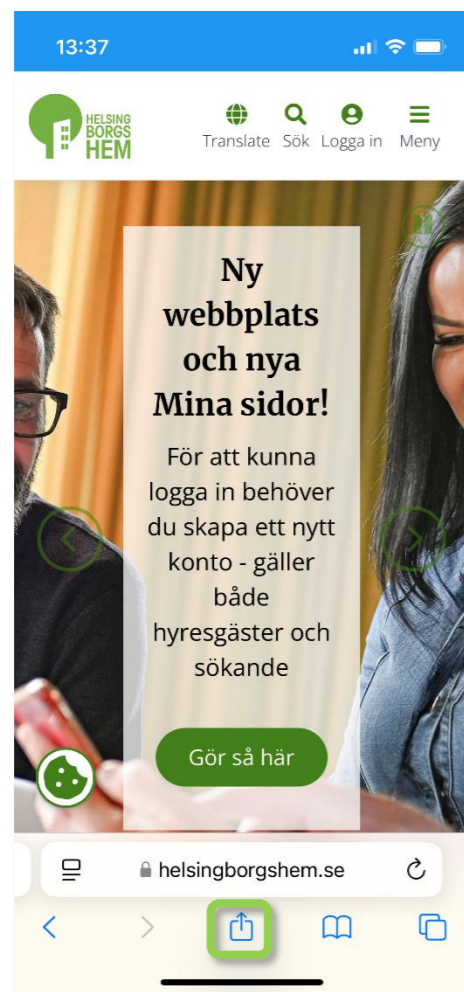 13:37
HELSING
BORGS
HEM
Translate Sök Logga in Meny
Ny
webbplats
och nya
Mina sidor!
För att kunna
logga in behöver
du skapa ett nytt
konto - gäller
både
hyresgäster och
sökande
Gör så här
helsingborgshem.se